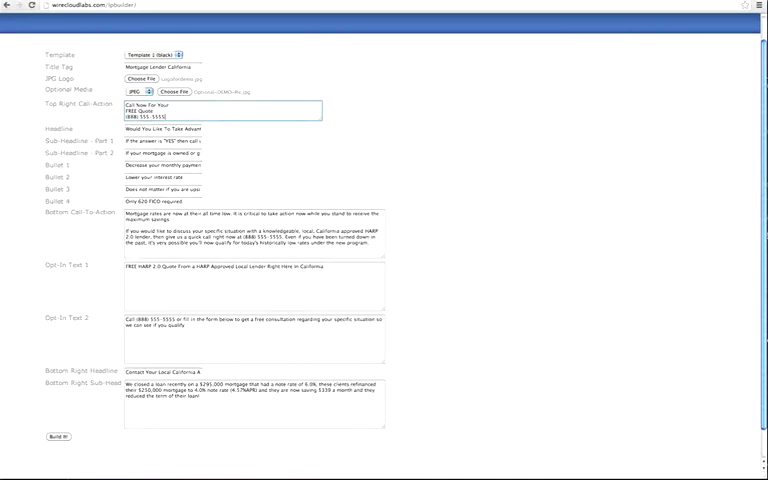 wirecloudlabs.com/lpbuilder/
Template Template 1 (black)
Title Tag Mortgage Lender California
JPG Logo Choose File
Optional Media JPEG Choose File Optional-DEMO-Pic.jpg
Top Right Call-Action Call Now For Your
FREE Quote
(888) 555-5555
Headline Would You Like To Take Advant
Sub-Headline - Part 1 If the answer is "YES" then call
Sub-Headline - Part 2 If your mortgage is owned or g
Bullet 1 Decrease your monthly paymen
Bullet 2 Lower your interest rate
Bullet 3 Does not matter if you are upsi
Bullet 4 Only 620 FICO required
Bottom Call-To-Action Mortgage rates are now at their all time low. It is critical to take action now while you stand to receive the
maximum savings.
If you would like to discuss your specific situation with a knowledgeable, local, California approved HARP
2.0 lender, then give us a quick call right now at (888) 555-5555. Even if you have been turned down in
the past, it's very possible you'll now qualify for today's historically low rates under the new program.
Opt-In Text 1 FREE HARP 2.0 Quote From a HARP Approved Local Lender Right Here In California
Opt-In Text 2 Call (888) 555-5555 or fill in the form below to get a free consultation regarding your specific situation so
we can see if you qualify
Bottom Right Headline Contact Your Local California A
Bottom Right Sub-Head We closed a loan recently on a $295,000 mortgage that had a note rate of 6.0%, these clients refinanced
their $250,000 mortgage to 4.0% note rate (4.57%APR) and they are now saving $339 a month and they
reduced the term of their loan!
Build It!